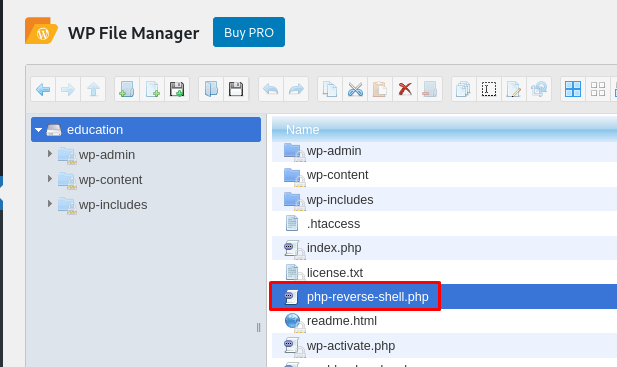 WP File Manager
Buy PRO
education
wp-admin
wp-content
wp-includes
Name
wp-admin
wp-content
wp-includes
.htaccess
index.php
license.txt
php-reverse-shell.php
readme.html
wp-activate.php